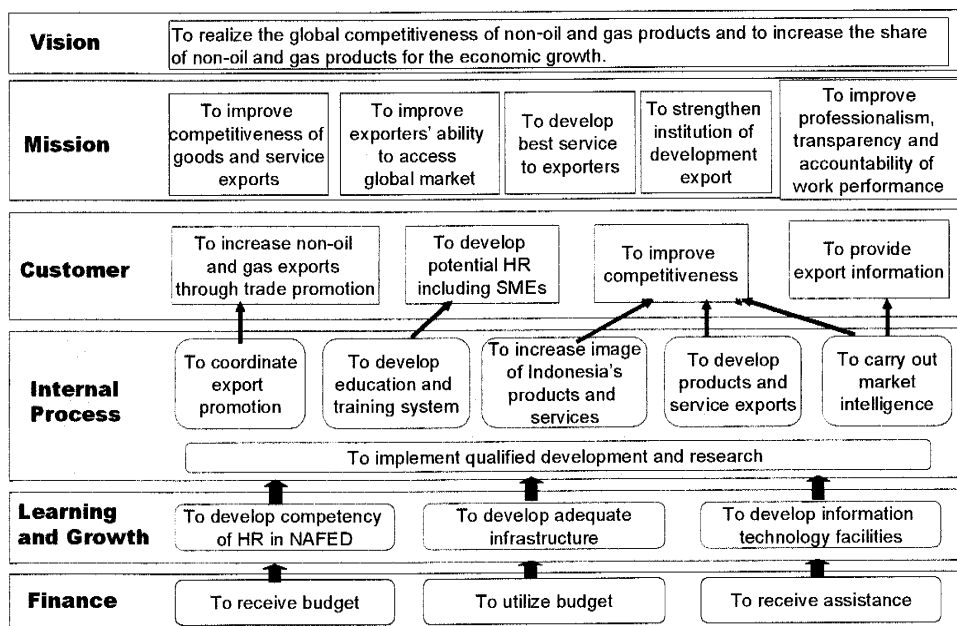 Vision
To realize the global competitiveness of non-oil and gas products and to increase the share
of non-oil and gas products for the economic growth.
Mission
To improve
competitiveness of
goods and service
exports
To improve
exporters' ability
to access
global market
To develop
best service
to exporters
To strengthen
institution of
development
export
To improve
professionalism,
transparency and
accountability of
work performance
Customer
To increase non-oil
and gas exports
through trade promotion
To develop
potential HR
including SMEs
To improve
competitiveness
To provide
export information
Internal
Process
To coordinate
export
promotion
To develop
education and
training system
To increase image
of Indonesia's
products and
services
To develop
products and
service exports
To carry out
market
intelligence
To implement qualified development and research
Learning
and Growth
To develop competency
of HR in NAFED
To develop adequate
infrastructure
To develop information
technology facilities
Finance
To receive budget
To utilize budget
To receive assistance